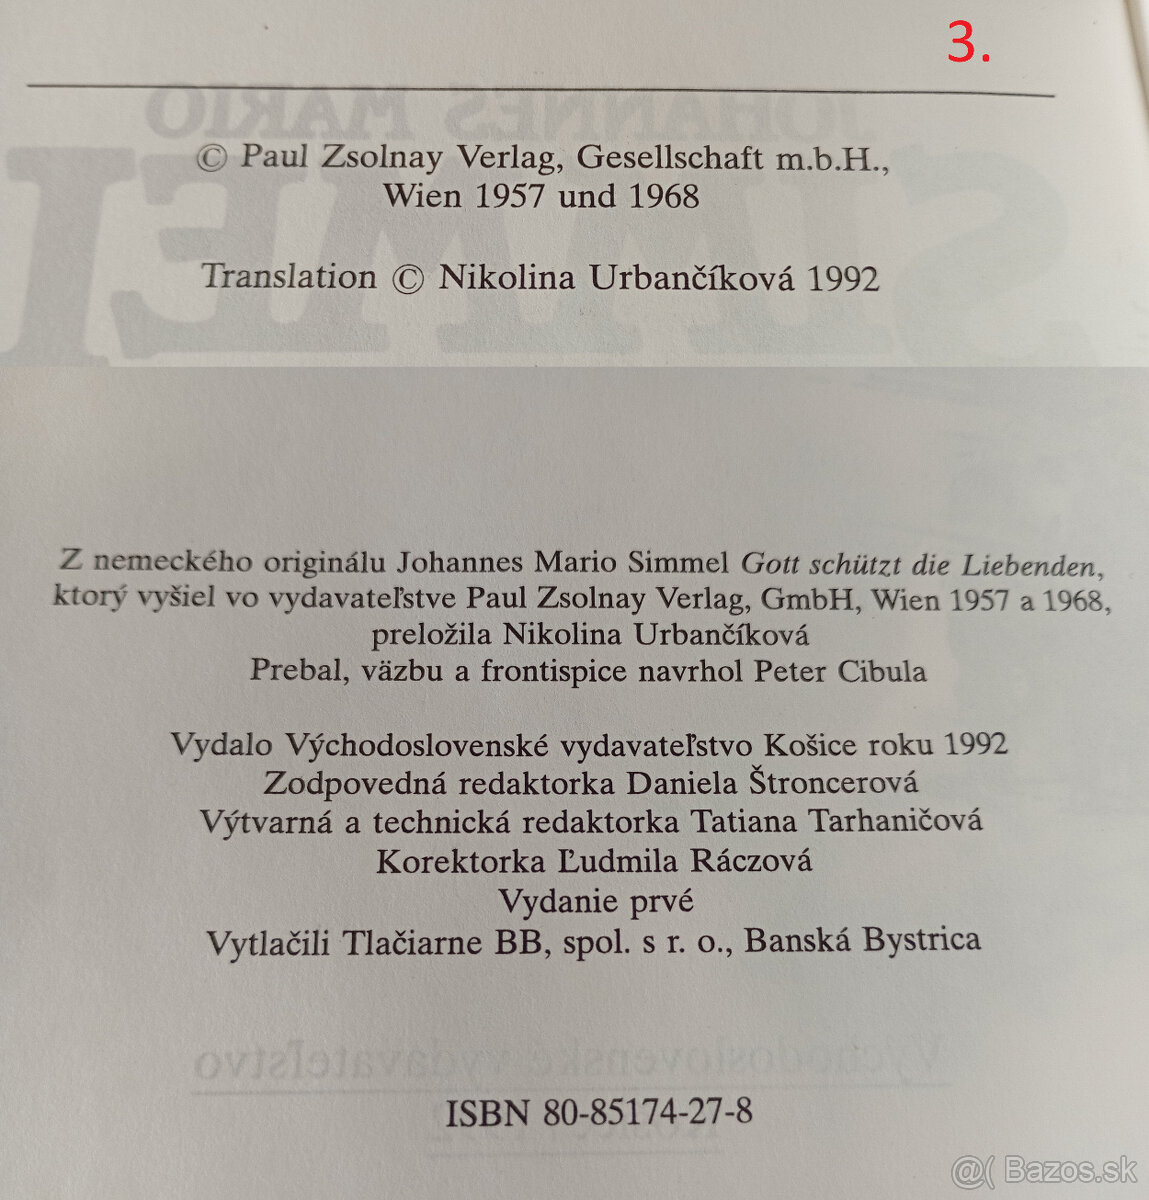 3.
© Paul Zsolnay Verlag, Gesellschaft m.b.H.,
Wien 1957 und 1968
Translation © Nikolina Urbančíková 1992
Z nemeckého originálu Johannes Mario Simmel Gott schützt die Liebenden,
ktorý vyšiel vo vydavateľstve Paul Zsolnay Verlag, GmbH, Wien 1957 a 1968,
preložila Nikolina Urbančíková
Prebal, väzbu a frontispice navrhol Peter Cibula
Vydalo Východoslovenské vydavateľstvo Košice roku 1992
Zodpovedná redaktorka Daniela Štroncerová
Výtvarná a technická redaktorka Tatiana Tarhaničová
Korektorka Ľudmila Ráczová
Vydanie prvé
Vytlačili Tlačiarne BB, spol. s r. o., Banská Bystrica
ISBN 80-85174-27-8
@( Bazos.sk